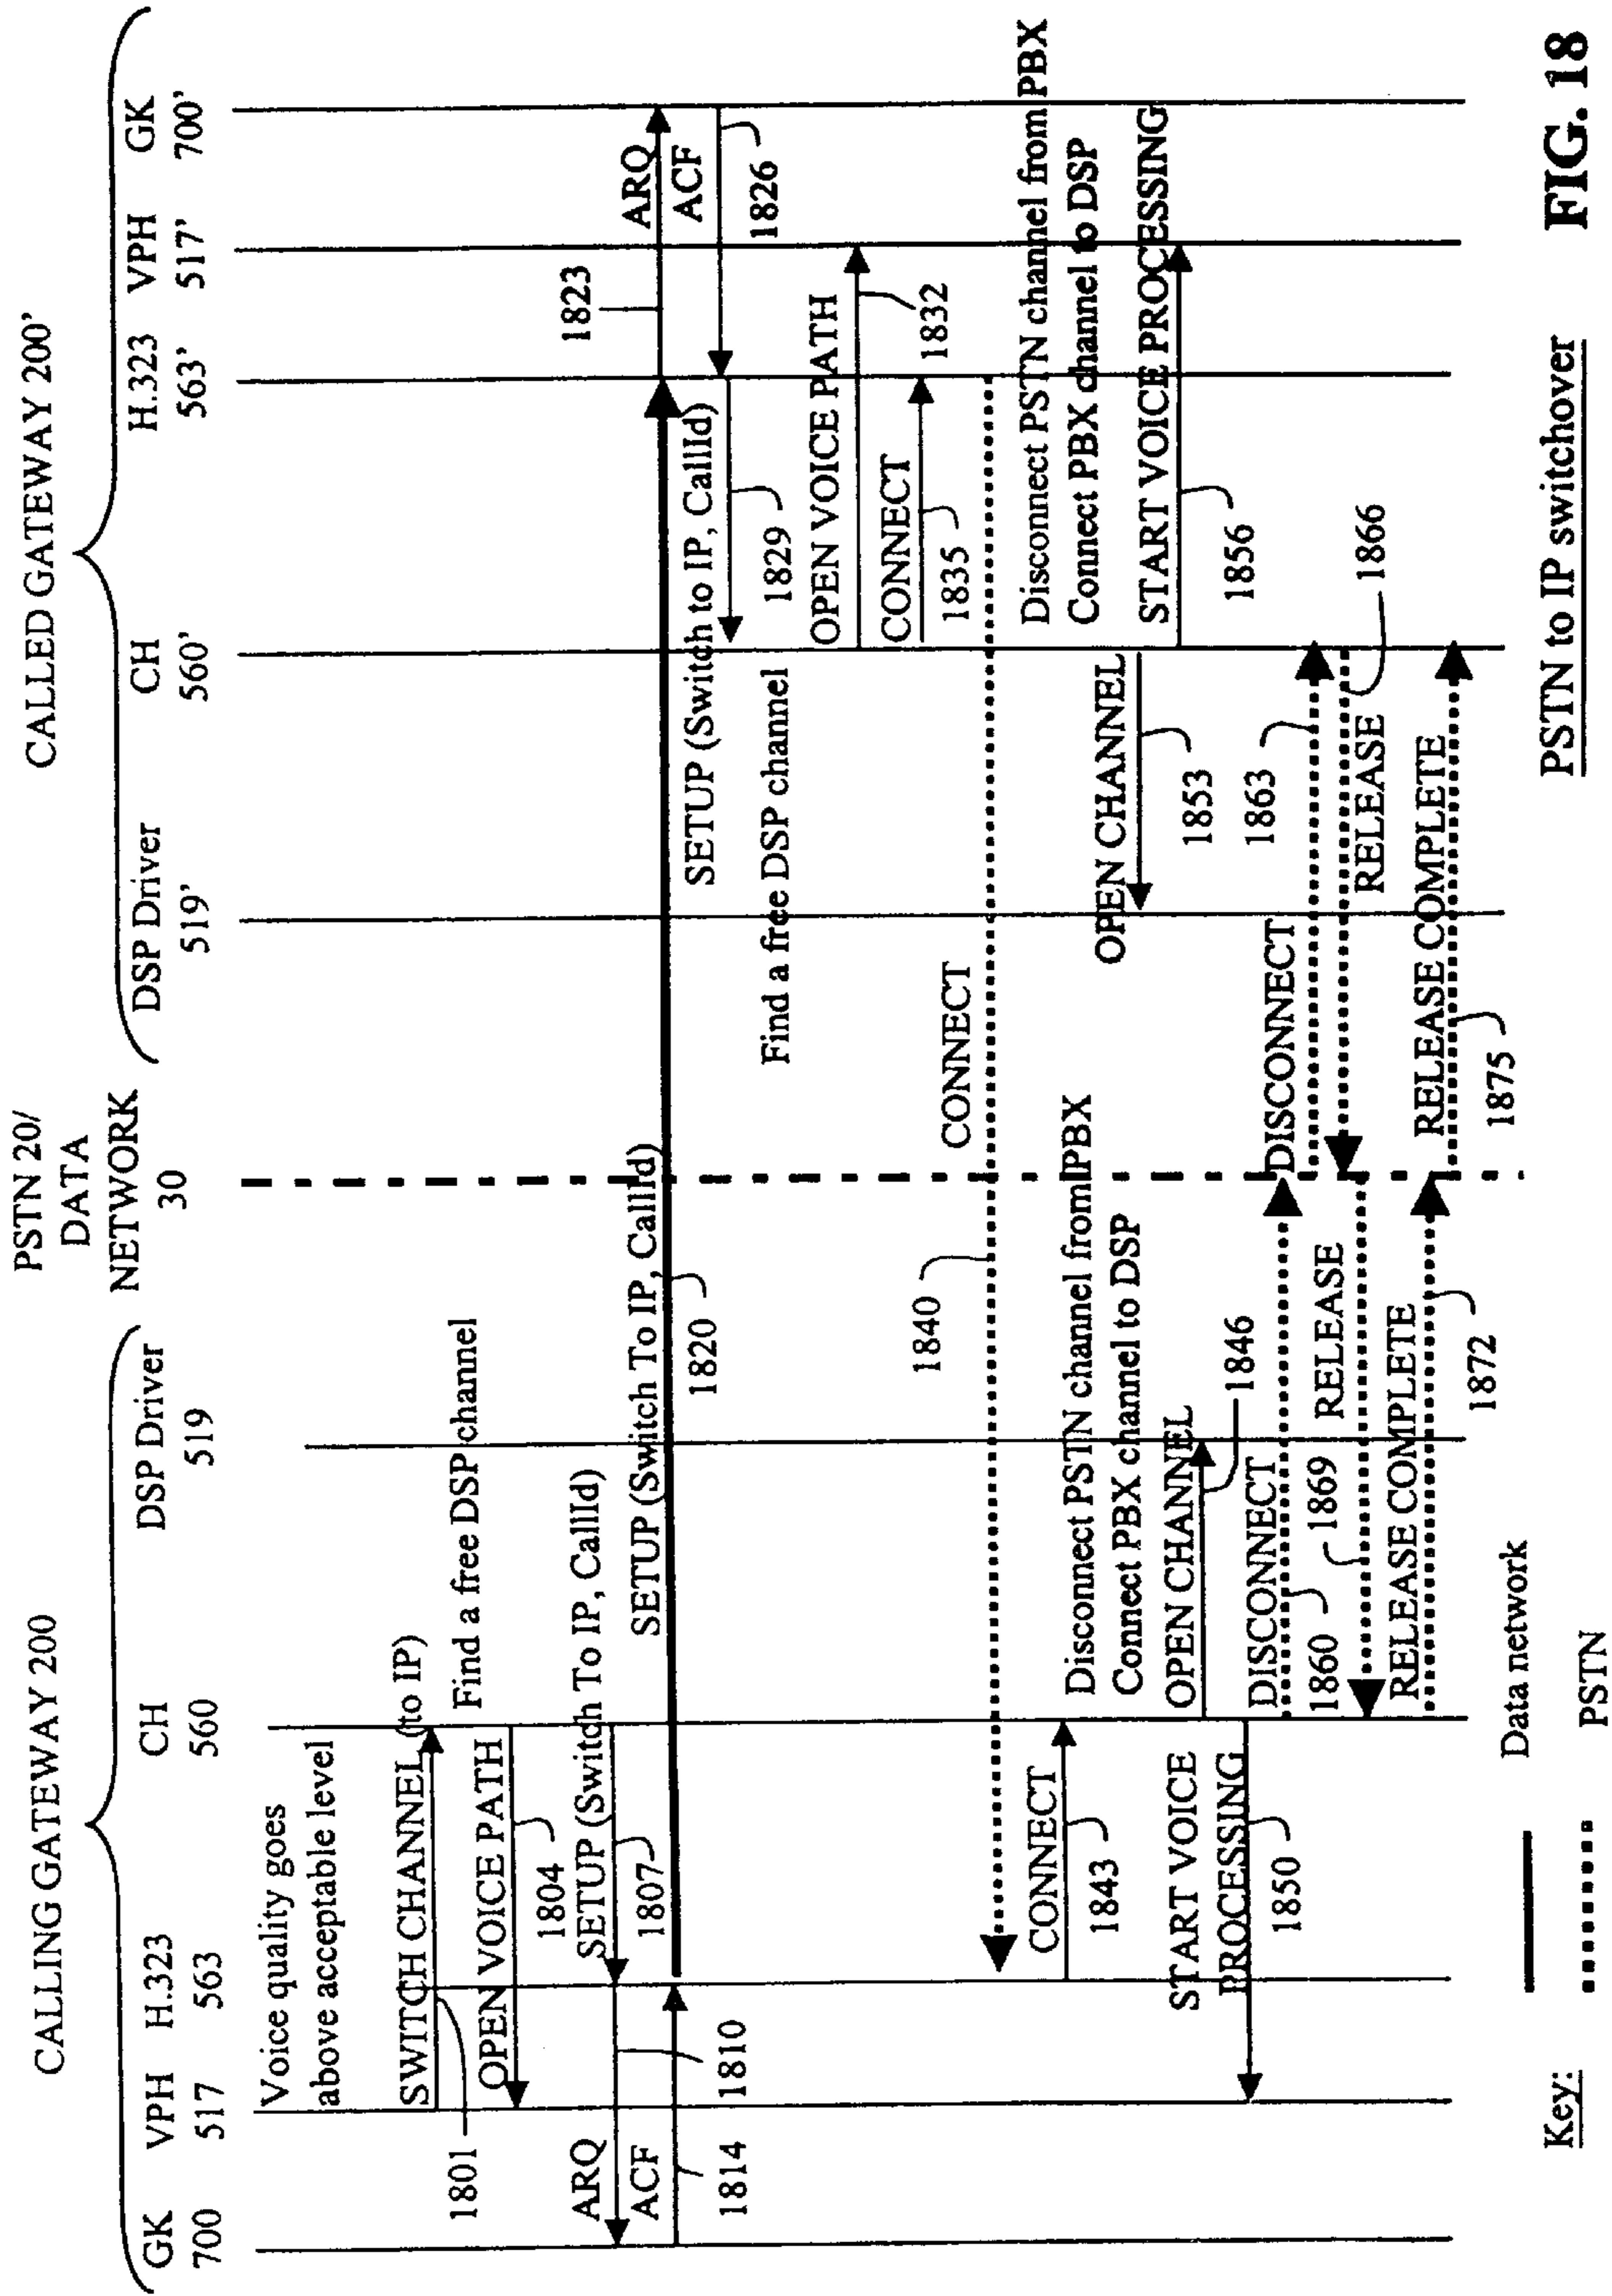 CALLING GATEWAY 200
PSTN 20/
DATA
NETWORK
30
CALLED GATEWAY 200'
GK
700
VPH
517
H.323
563
CH
560
DSP Driver
519
DSP Driver
519'
CH
560'
H.323
563'
VPH
517'
GK
700'
Voice quality goes
above acceptable level
SWITCH CHANNEL (to IP)
1801
Find a free DSP channel
OPEN VOICE PATH
1804
SETUP (Switch To IP, CallId)
1807
ARQ
1810
ACF
1814
SETUP (Switch To IP, CallId)
1820
1823
ARQ
ACF
1826
SETUP (Switch to IP, CallId)
1829
Find a free DSP channel
OPEN VOICE PATH
1832
CONNECT
1835
CONNECT
1840
CONNECT
1843
Disconnect PSTN channel from PBX
Connect PBX channel to DSP
OPEN CHANNEL
1846
START VOICE
PROCESSING
1850
Disconnect PSTN channel from PBX
Connect PBX channel to DSP
OPEN CHANNEL
1853
START VOICE PROCESSING
1856
DISCONNECT
1860
DISCONNECT
1863
RELEASE
1866
RELEASE
1869
RELEASE COMPLETE
1872
RELEASE COMPLETE
1875
Key:
Data network
PSTN
PSTN to IP switchover
FIG. 18